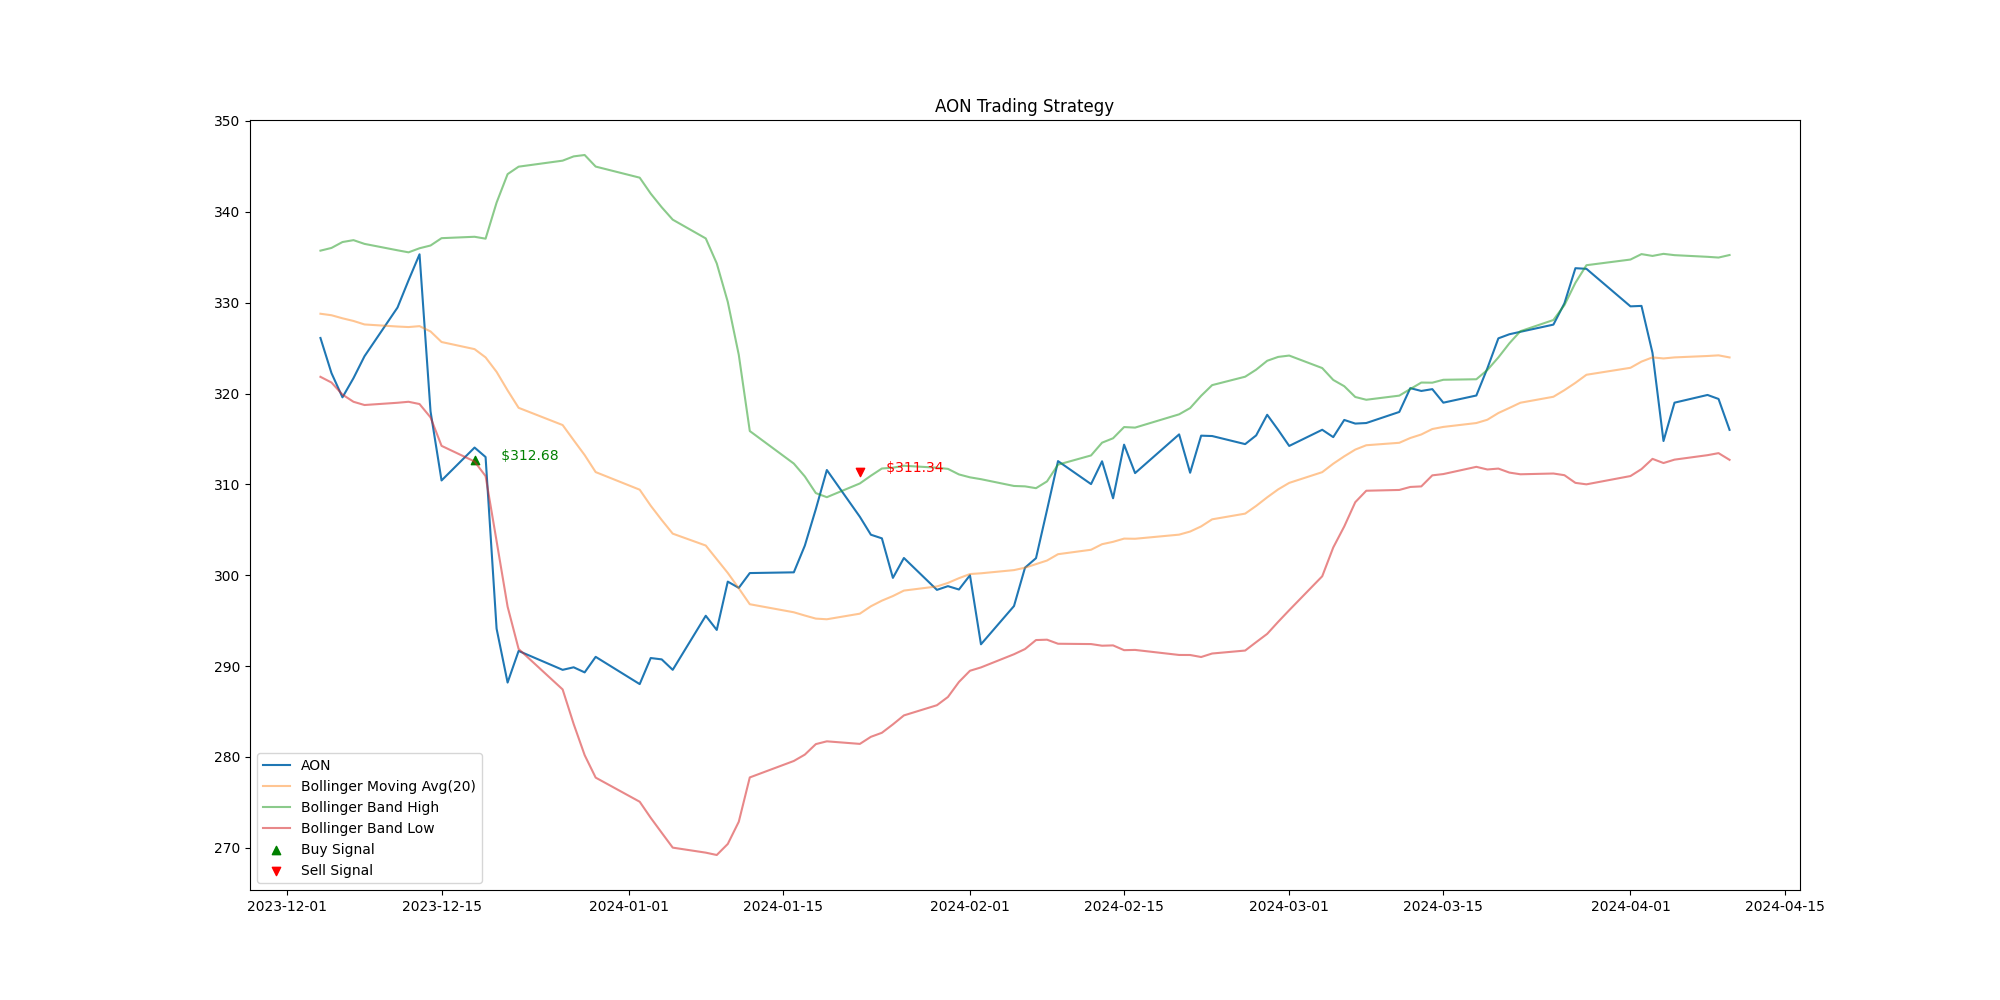 AON Trading Strategy
350
340
330
320
310
300
290
280
270
$312.68
$311.34
AON
Bollinger Moving Avg(20)
Bollinger Band High
Bollinger Band Low
Buy Signal
Sell Signal
2023-12-01 2023-12-15 2024-01-01 2024-01-15 2024-02-01 2024-02-15 2024-03-01 2024-03-15 2024-04-01 2024-04-15